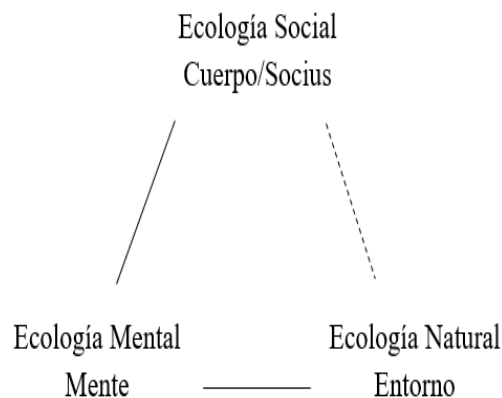 Ecología Social
Cuerpo/Socius
Ecología Mental
Mente
Ecología Natural
Entorno